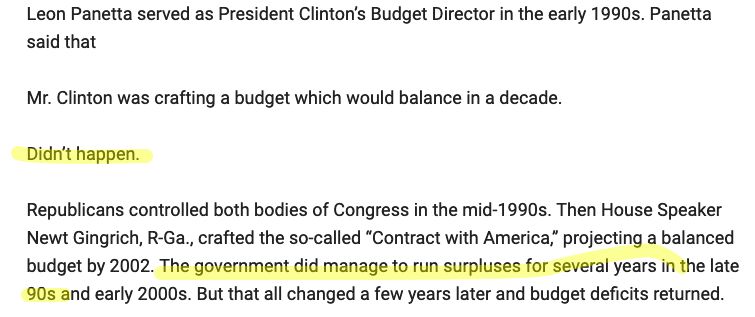 Leon Panetta served as President Clinton’s Budget Director in the early 1990s. Panetta
said that
Mr. Clinton was crafting a budget which would balance in a decade.
Didn’t happen.
Republicans controlled both bodies of Congress in the mid-1990s. Then House Speaker
Newt Gingrich, R-Ga., crafted the so-called “Contract with America,” projecting a balanced
budget by 2002. The government did manage to run surpluses for several years in the late
90s and early 2000s. But that all changed a few years later and budget deficits returned.